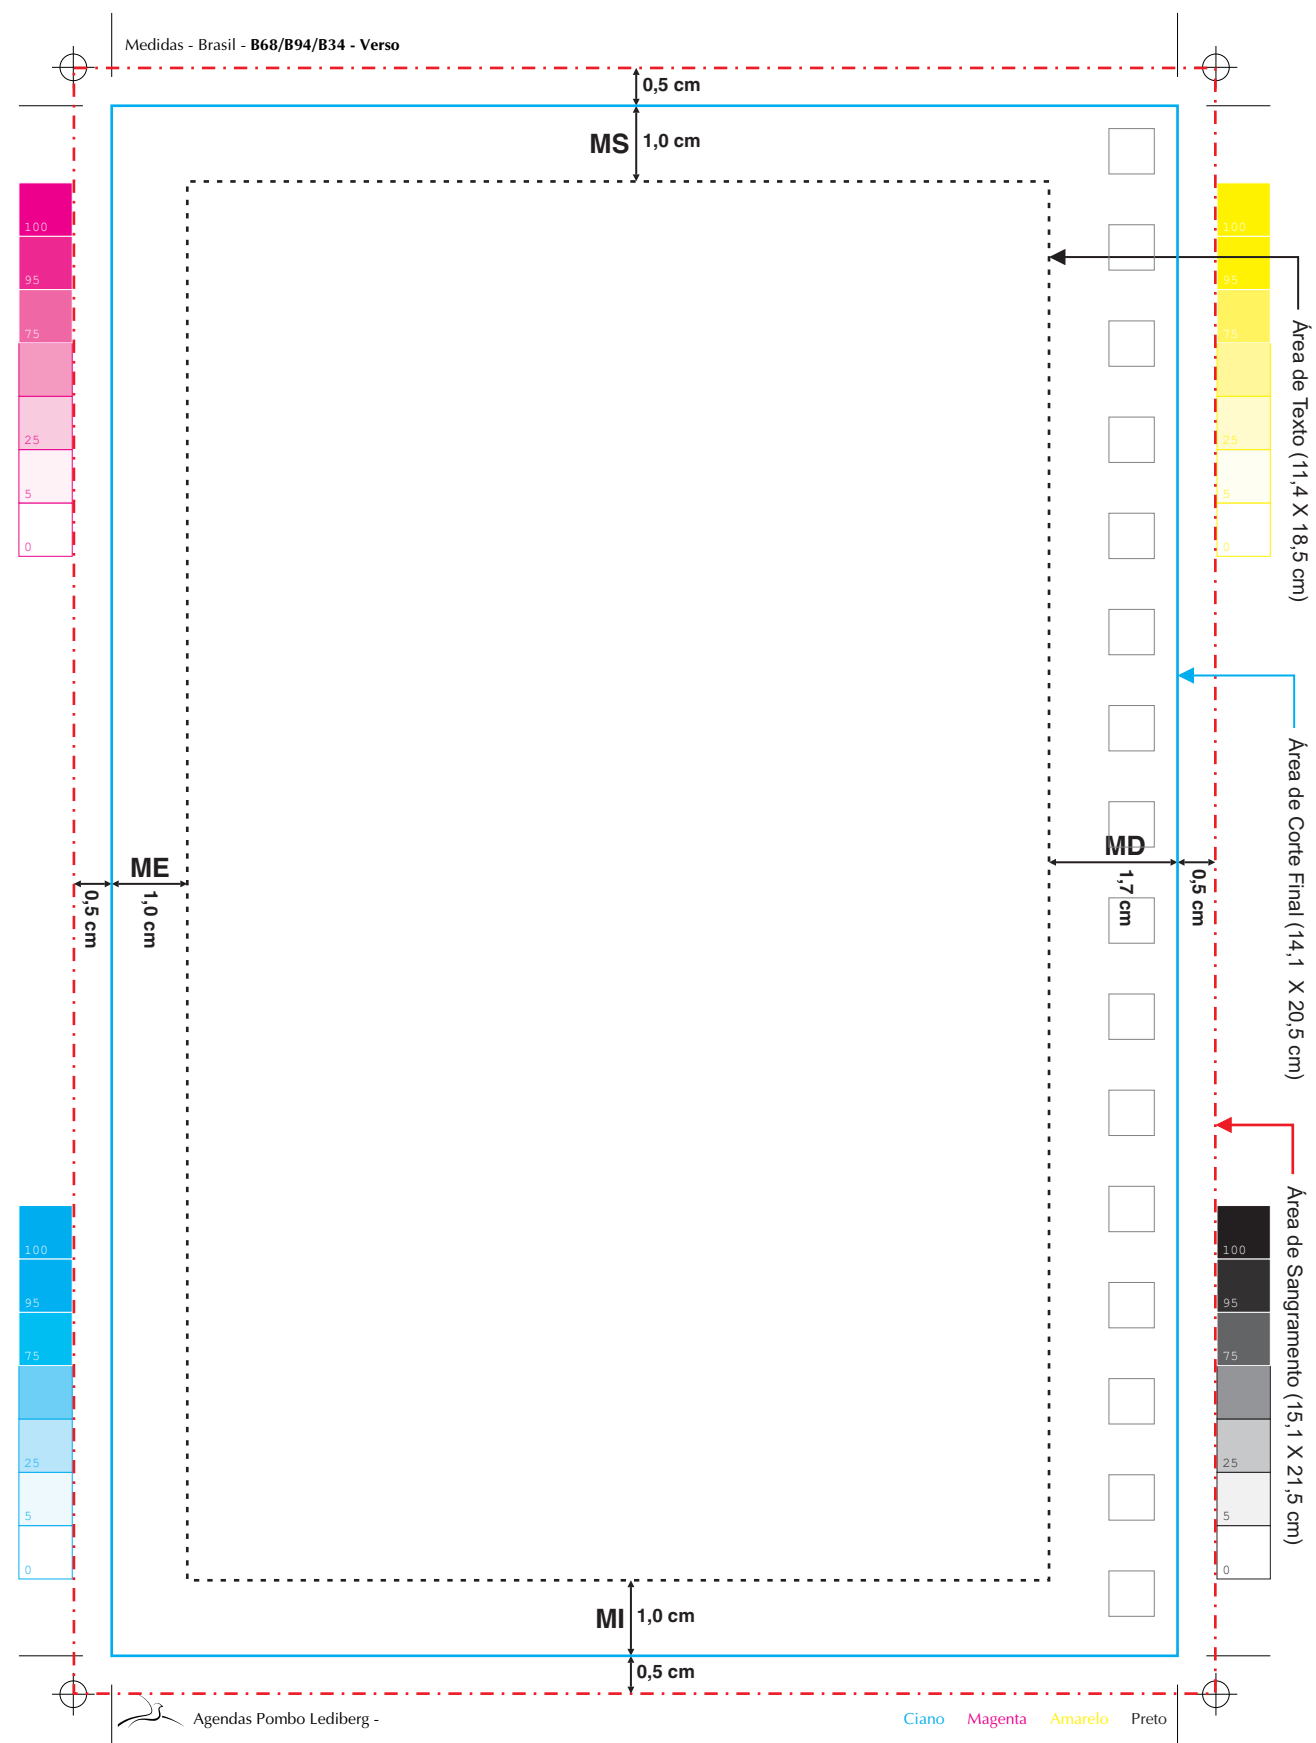 Medidas - Brasil - B68/B94/B34 - Verso
0,5 cm
MS 1,0 cm
100
95
75
25
5
0
100
95
75
25
5
0
Área de Texto (11,4 X 18,5 cm)
ME
0,5 cm
1,0 cm
MD
1,7 cm
0,5 cm
Área de Corte Final (14,1 X 20,5 cm)
Área de Sangramento (15,1 X 21,5 cm)
100
95
75
25
5
0
100
95
75
25
5
0
MI 1,0 cm
0,5 cm
Agendas Pombo Lediberg -
Ciano Magenta Amarelo Preto